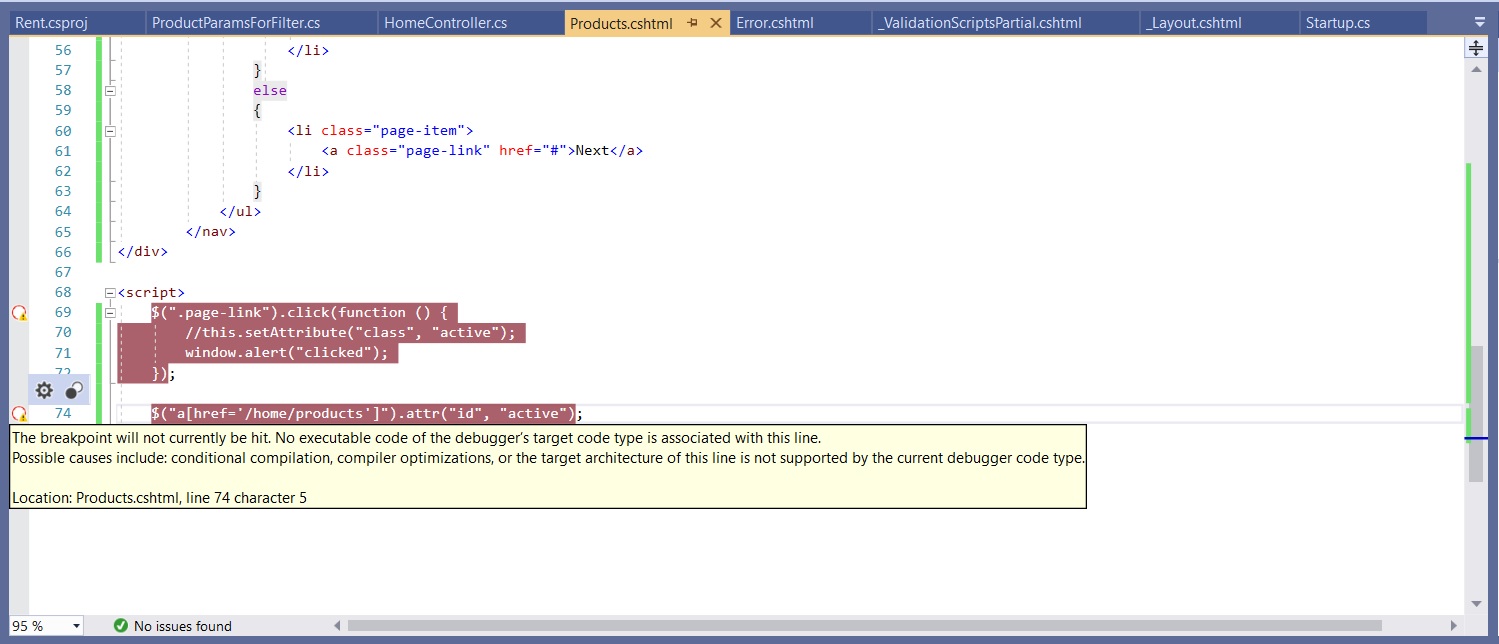 Rent.csproj ProductParamsForFilter.cs HomeController.cs Products.cshtml Error.cshtml _ValidationScriptsPartial.cshtml _Layout.cshtml Startup.cs
56 </li>
57 }
58 else
59 {
60 <li class="page-item">
61 <a class="page-link" href="#">Next</a>
62 </li>
63 }
64 </ul>
65 </nav>
66 </div>
67
68 <script>
69 $(".page-link").click(function () {
70 //this.setAttribute("class", "active");
71 window.alert("clicked");
72 });
74 $("a[href='/home/products']").attr("id", "active");
The breakpoint will not currently be hit. No executable code of the debugger's target code type is associated with this line.
Possible causes include: conditional compilation, compiler optimizations, or the target architecture of this line is not supported by the current debugger code type.
Location: Products.cshtml, line 74 character 5
95 % No issues found